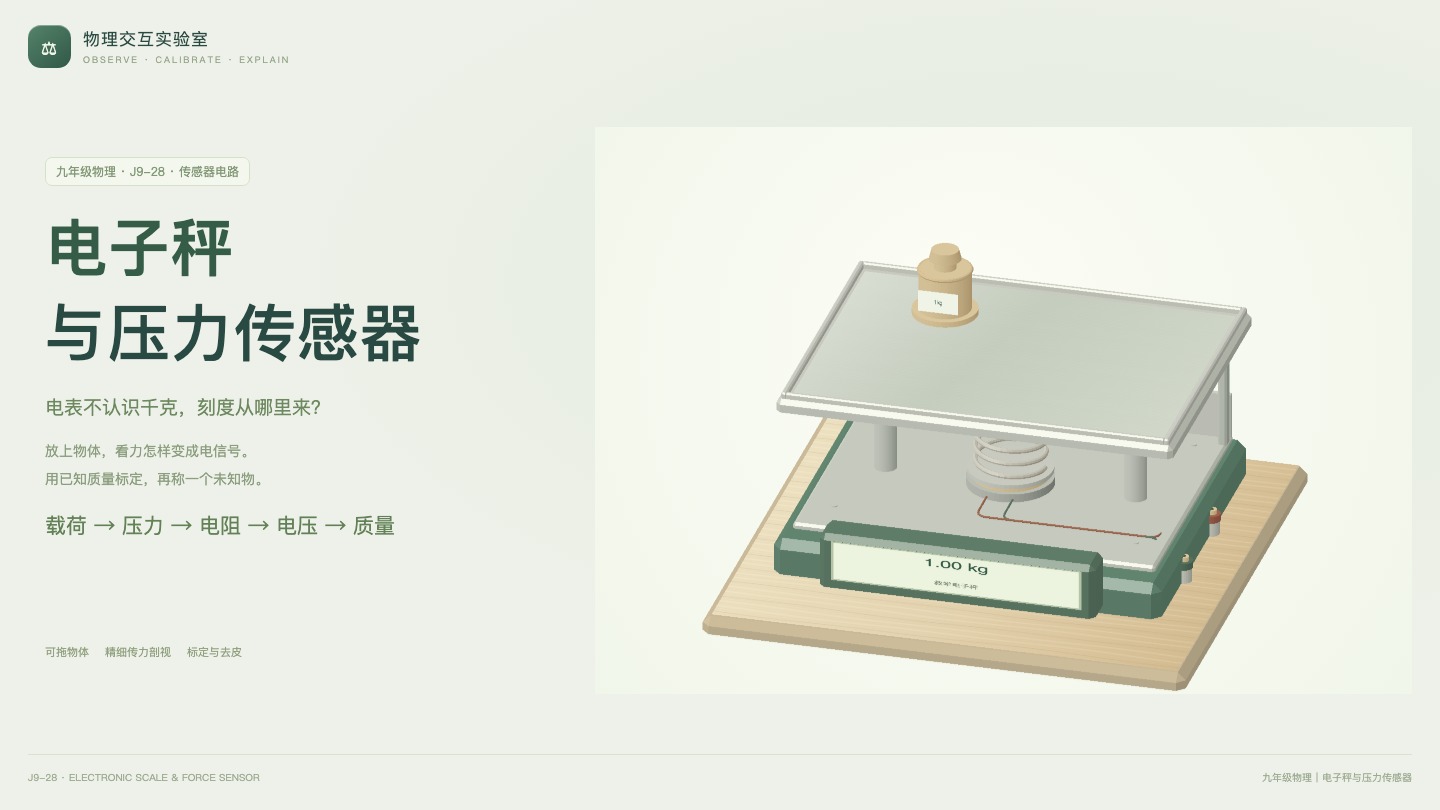 物理交互实验室
OBSERVE · CALIBRATE · EXPLAIN
九年级物理 · J9-28 · 传感器电路
电子秤
与压力传感器
电表不认识千克，刻度从哪里来?
放上物体，看力怎样变成电信号。
用已知质量标定，再称一个未知物。
载荷 → 压力 → 电阻 → 电压 → 质量
可拖物体 精细传力剖视 标定与去皮
1kg
1.00 kg
教学电子秤
J9-28 · ELECTRONIC SCALE & FORCE SENSOR
九年级物理 | 电子秤与压力传感器